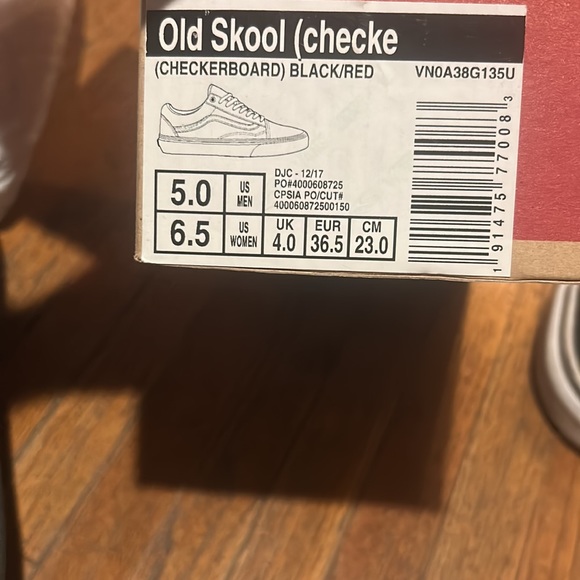 Old Skool (checke
(CHECKERBOARD) BLACK/RED VN0A38G135U
DJC - 12/17
PO#4000608725
CPSIA PO/CUT#
400060872500150
5.0 US MEN
6.5 US WOMEN
UK 4.0
EUR 36.5
CM 23.0
1 91475 77008 3